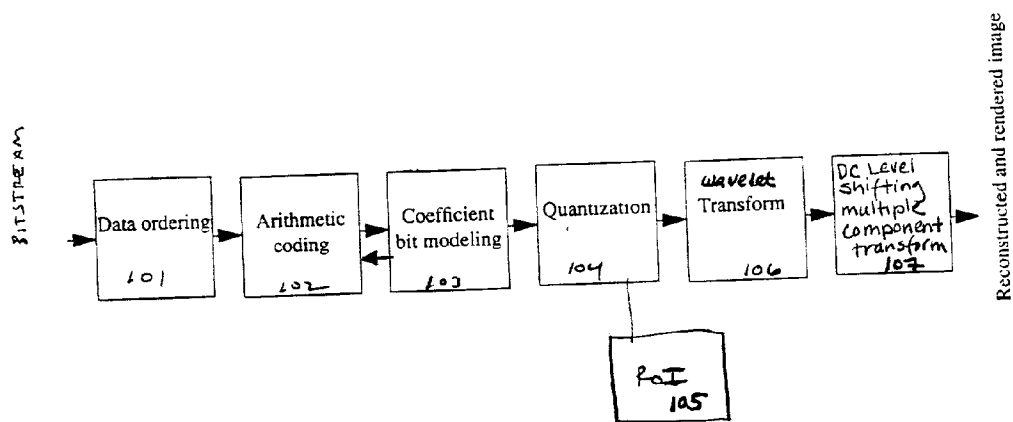 BITSTREAM
Data ordering
101
Arithmetic
coding
102
Coefficient
bit modeling
103
Quantization
104
RoI
105
wavelet
Transform
106
DC Level
shifting
multiple
component
transform
107
Reconstructed and rendered image